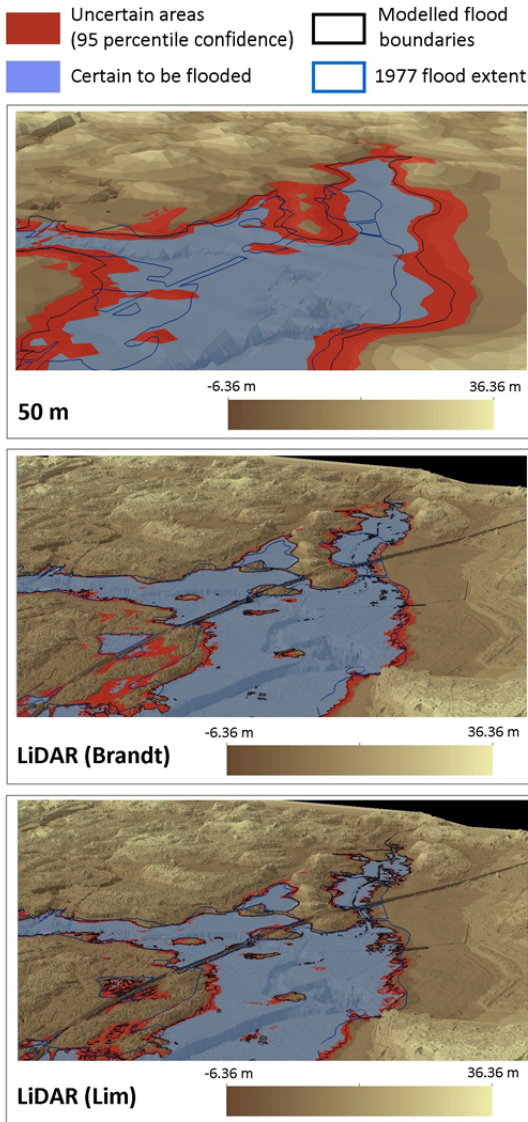 Uncertain areas
(95 percentile confidence)
Modelled flood
boundaries
Certain to be flooded
1977 flood extent
-6.36 m
36.36 m
50 m
-6.36 m
36.36 m
LiDAR (Brandt)
-6.36 m
36.36 m
LiDAR (Lim)